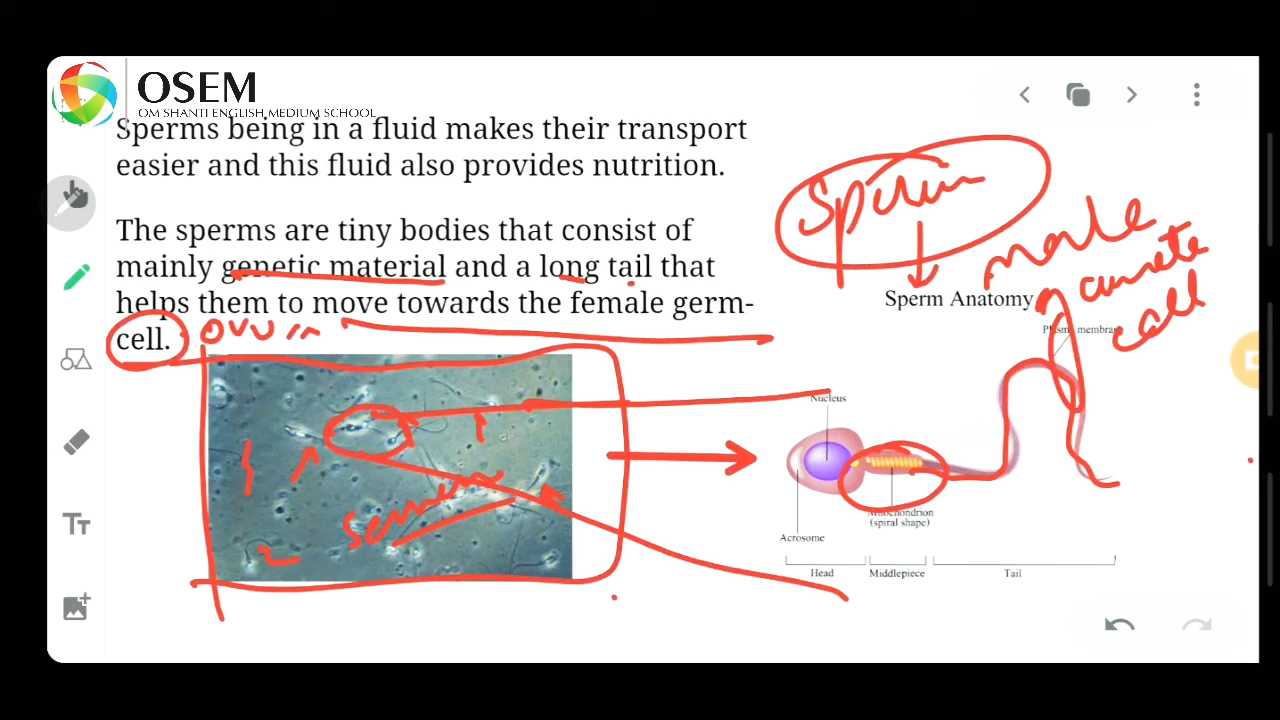 OSEM
OM SHANTI ENGLISH MEDIUM SCHOOL
Sperms being in a fluid makes their transport
easier and this fluid also provides nutrition.
The sperms are tiny bodies that consist of
mainly genetic material and a long tail that
helps them to move towards the female germ-
cell. ovum
semen
Sperm
male
gamete
cell
Sperm Anatomy
Plasma membrane
Nucleus
Mitochondrion
(spiral shape)
Acrosome
Head Middlepiece Tail
Tт